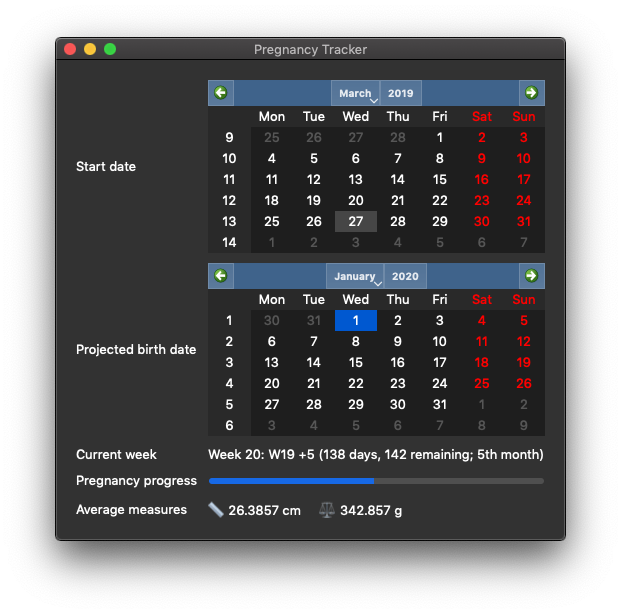 Pregnancy Tracker
March 2019
Mon Tue Wed Thu Fri Sat Sun
9 25 26 27 28 1 2 3
10 4 5 6 7 8 9 10
Start date
11 11 12 13 14 15 16 17
12 18 19 20 21 22 23 24
13 25 26 27 28 29 30 31
14 1 2 3 4 5 6 7
January 2020
Mon Tue Wed Thu Fri Sat Sun
1 30 31 1 2 3 4 5
2 6 7 8 9 10 11 12
Projected birth date
3 13 14 15 16 17 18 19
4 20 21 22 23 24 25 26
5 27 28 29 30 31 1 2
6 3 4 5 6 7 8 9
Current week Week 20: W19 +5 (138 days, 142 remaining; 5th month)
Pregnancy progress
Average measures 26.3857 cm 342.857 g